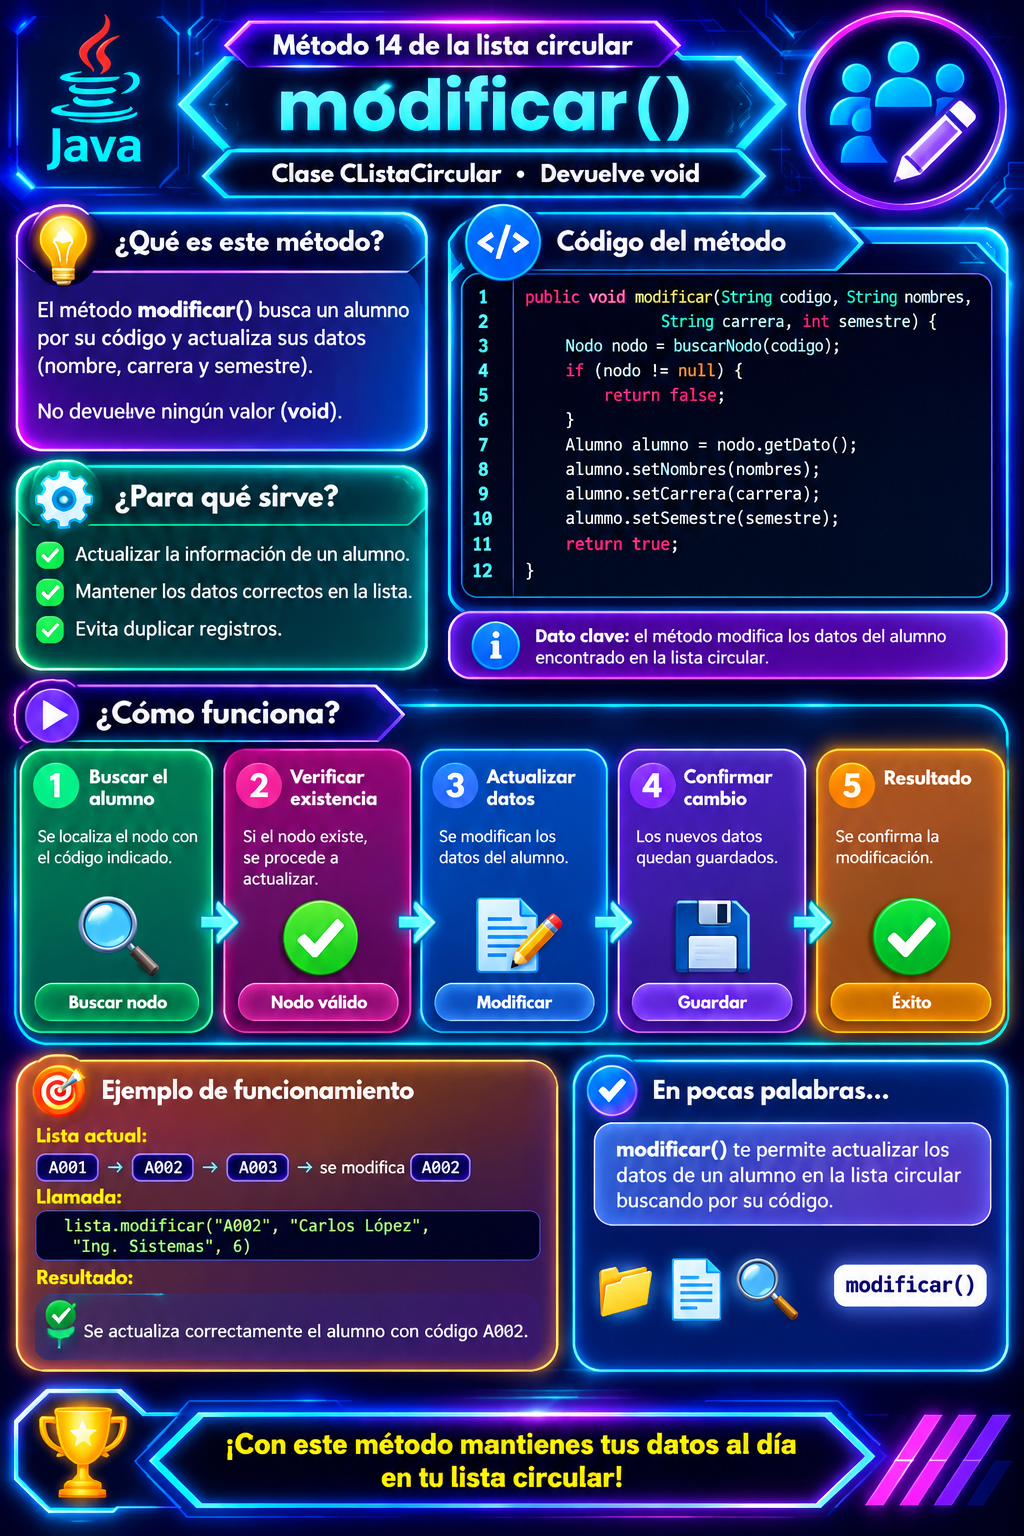 Java
Método 14 de la lista circular
módificar()
Clase CListaCircular • Devuelve void
¿Qué es este método?
El método modificar() busca un alumno
por su código y actualiza sus datos
(nombre, carrera y semestre).
No devuelve ningún valor (void).
¿Para qué sirve?
Actualizar la información de un alumno.
Mantener los datos correctos en la lista.
Evita duplicar registros.
</> Código del método
1 public void modificar(String codigo, String nombres,
2 String carrera, int semestre) {
3 Nodo nodo = buscarNodo(codigo);
4 if (nodo != null) {
5 return false;
6 }
7 Alumno alumno = nodo.getDato();
8 alumno.setNombres(nombres);
9 alumno.setCarrera(carrera);
10 alummo.setSemestre(semestre);
11 return true;
12 }
i
Dato clave: el método modifica los datos del alumno
encontrado en la lista circular.
¿Cómo funciona?
1 Buscar el
alumno
Se localiza el nodo con
el código indicado.
Buscar nodo
2 Verificar
existencia
Si el nodo existe,
se procede a
actualizar.
Nodo válido
3 Actualizar
datos
Se modifican los
datos del alumno.
Modificar
4 Confirmar
cambio
Los nuevos datos
quedan guardados.
Guardar
5 Resultado
Se confirma la
modificación.
Éxito
Ejemplo de funcionamiento
Lista actual:
A001 → A002 → A003 → se modifica A002
Llamada:
lista.modificar("A002", "Carlos López",
"Ing. Sistemas", 6)
Resultado:
Se actualiza correctamente el alumno con código A002.
En pocas palabras...
modificar() te permite actualizar los
datos de un alumno en la lista circular
buscando por su código.
modificar()
¡Con este método mantienes tus datos al día
en tu lista circular!